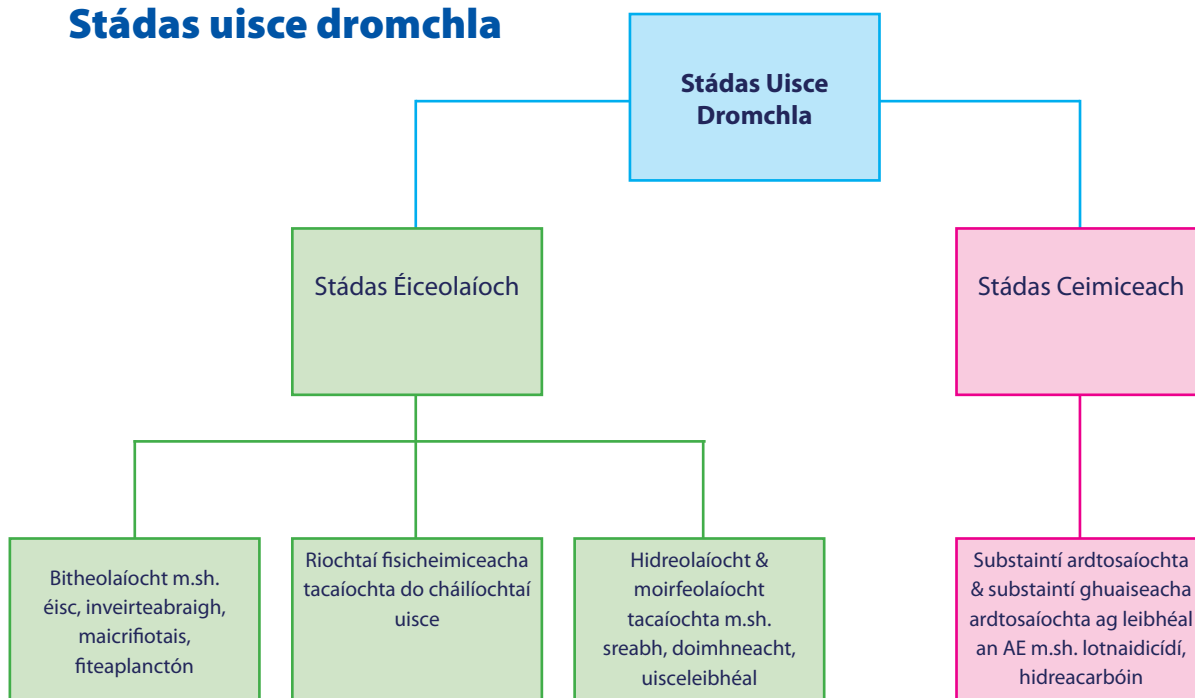 Stádas uisce dromchla
Stádas Uisce
Dromchla
Stádas Éiceolaíoch
Stádas Ceimiceach
Bitheolaíocht m.sh.
éisc, inveirteabraigh,
maicrifiotais,
fiteaplanctón
Riochtaí fisicheimiceacha
tacaíochta do cháilíochtaí
uisce
Hidreolaíocht &
moirfeolaíocht
tacaíochta m.sh.
sreabh, doimhneacht,
uisceleibhéal
Substaintí ardtosaíochta
& substaintí ghuaiseacha
ardtosaíochta ag leibhéal
an AE m.sh. lotnaidicídí,
hidreacarbóin